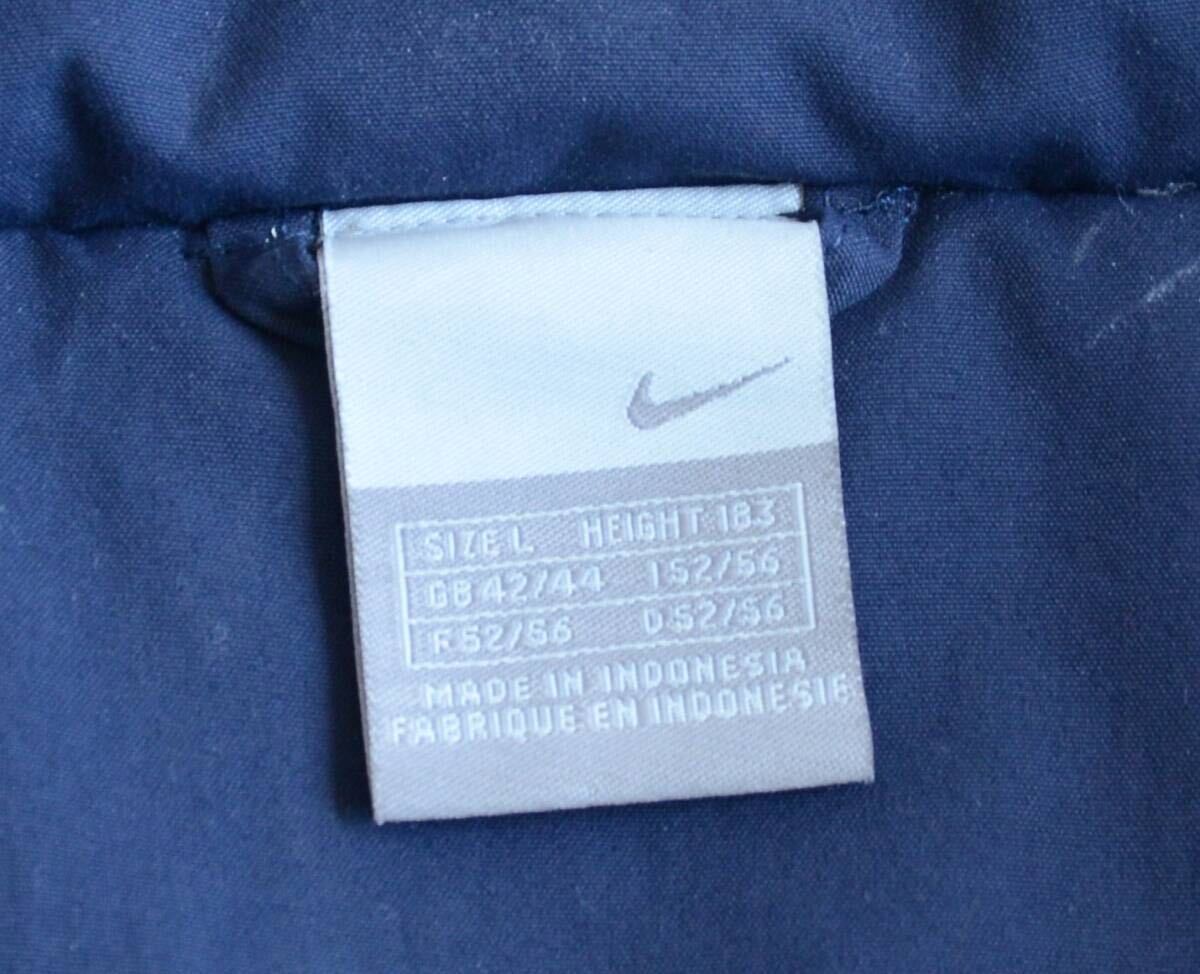 SIZE L HEIGHT 183
GB 42/44 I 52/56
F 52/56 D 52/56
MADE IN INDONESIA
FABRIQUE EN INDONESIE